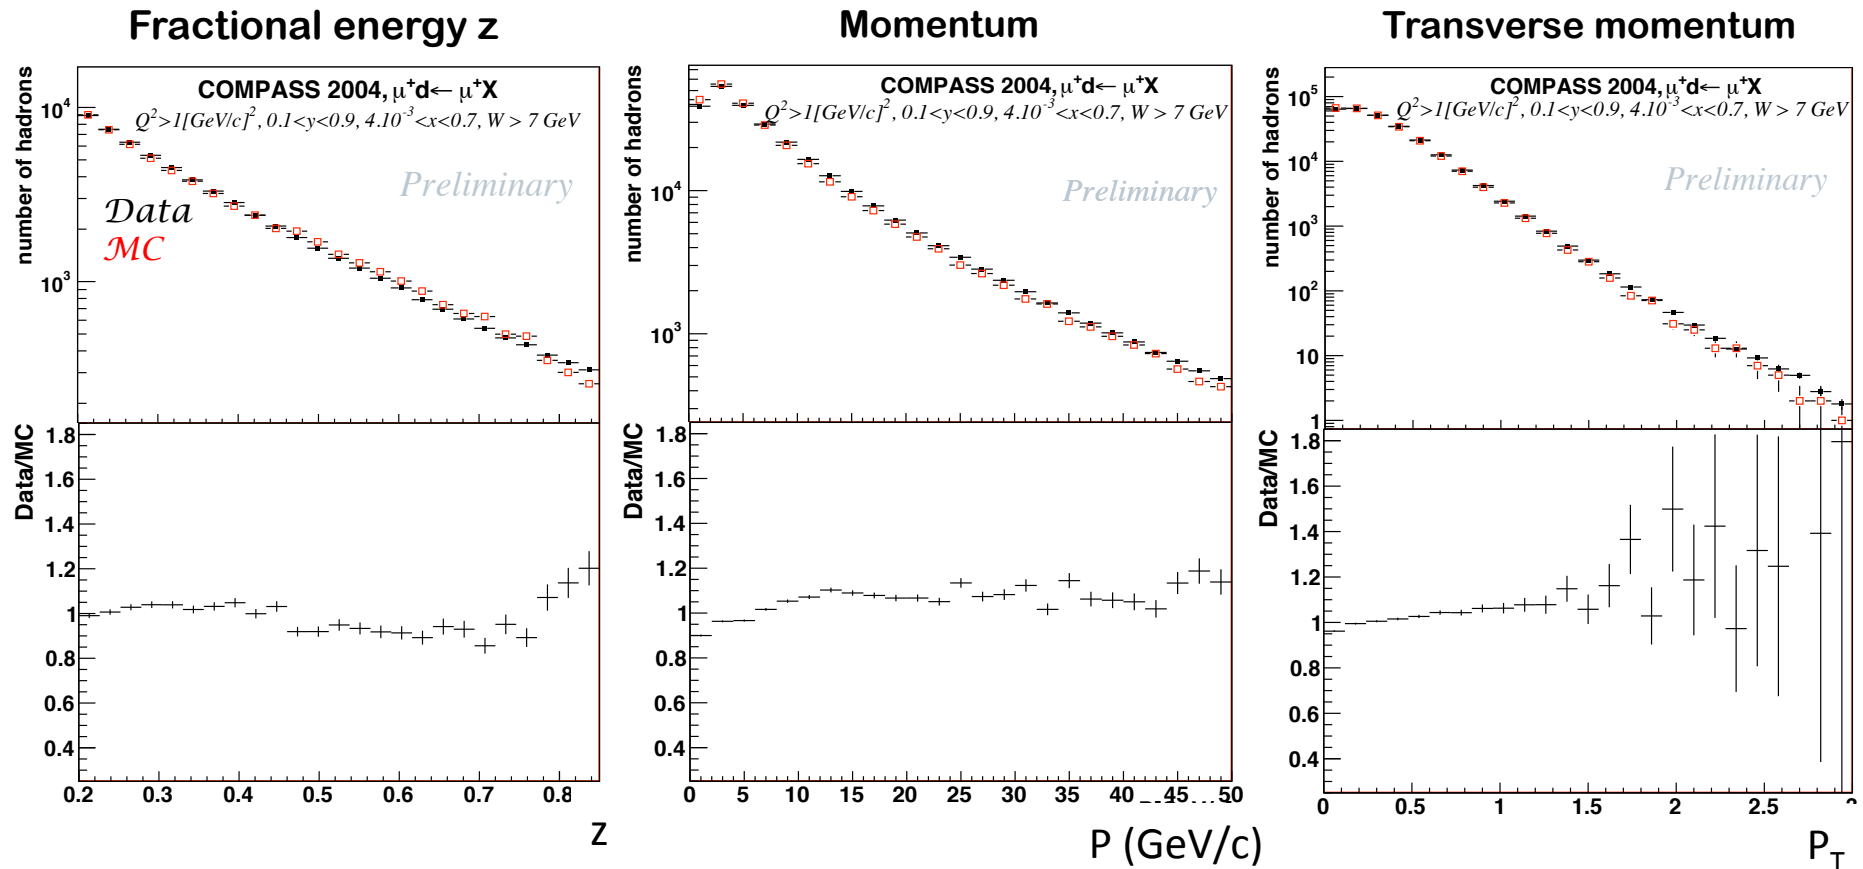 Fractional energy z
Momentum
Transverse momentum
number of hadrons
10⁴
10³
COMPASS 2004, μ⁺d← μ⁺X
Q²>1[GeV/c]², 0.1<y<0.9, 4.10⁻³<x<0.7, W > 7 GeV
Preliminary
Data
MC
Data/MC
1.8
1.6
1.4
1.2
1
0.8
0.6
0.4
0.2 0.3 0.4 0.5 0.6 0.7 0.8
z
number of hadrons
10⁴
10³
COMPASS 2004, μ⁺d← μ⁺X
Q²>1[GeV/c]², 0.1<y<0.9, 4.10⁻³<x<0.7, W > 7 GeV
Preliminary
Data/MC
1.8
1.6
1.4
1.2
1
0.8
0.6
0.4
0 5 10 15 20 25 30 35 40 45 50
P (GeV/c)
number of hadrons
10⁵
10⁴
10³
10²
10
1
COMPASS 2004, μ⁺d← μ⁺X
Q²>1[GeV/c]², 0.1<y<0.9, 4.10⁻³<x<0.7, W > 7 GeV
Preliminary
Data/MC
1.8
1.6
1.4
1.2
1
0.8
0.6
0.4
0 0.5 1 1.5 2 2.5
P_T